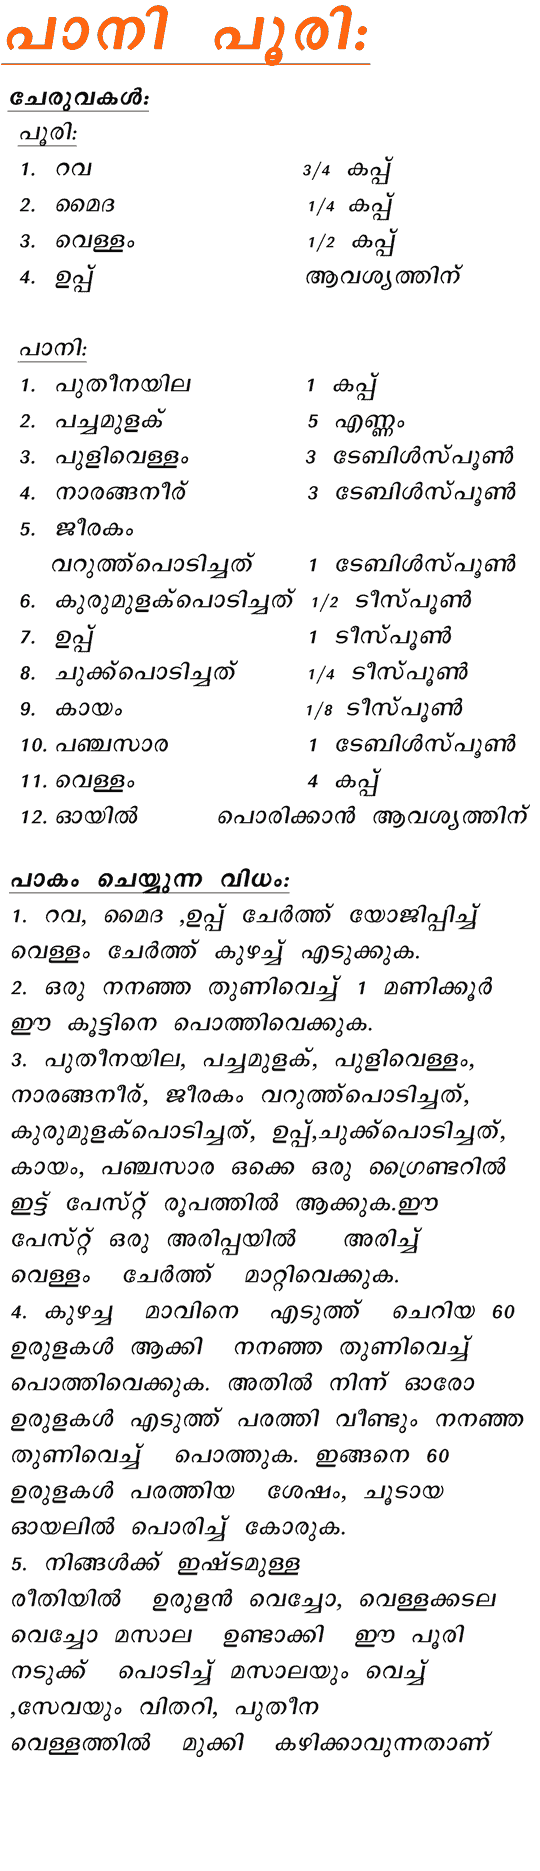 പാനി പൂരി:
ചേരുവകൾ:
പൂരി:
1. റവ 3/4 കപ്പ്
2. മൈദ 1/4 കപ്പ്
3. വെള്ളം 1/2 കപ്പ്
4. ഉപ്പ് ആവശ്യത്തിന്
പാനി:
1. പുതീനയില 1 കപ്പ്
2. പച്ചമുളക് 5 എണ്ണം
3. പുളിവെള്ളം 3 ടേബിൾസ്പൂൺ
4. നാരങ്ങനീര് 3 ടേബിൾസ്പൂൺ
5. ജീരകം
വറുത്ത്പൊടിച്ചത് 1 ടേബിൾസ്പൂൺ
6. കുരുമുളക്പൊടിച്ചത് 1/2 ടീസ്പൂൺ
7. ഉപ്പ് 1 ടീസ്പൂൺ
8. ചുക്ക്പൊടിച്ചത് 1/4 ടീസ്പൂൺ
9. കായം 1/8 ടീസ്പൂൺ
10. പഞ്ചസാര 1 ടേബിൾസ്പൂൺ
11. വെള്ളം 4 കപ്പ്
12. ഓയിൽ പൊരിക്കാൻ ആവശ്യത്തിന്
പാകം ചെയ്യുന്ന വിധം:
1. റവ, മൈദ ,ഉപ്പ് ചേർത്ത് യോജിപ്പിച്ച്
വെള്ളം ചേർത്ത് കുഴച്ച് എടുക്കുക.
2. ഒരു നനഞ്ഞ തുണിവെച്ച് 1 മണിക്കൂർ
ഈ കൂട്ടിനെ പൊത്തിവെക്കുക.
3. പുതീനയില, പച്ചമുളക്, പുളിവെള്ളം,
നാരങ്ങനീര്, ജീരകം വറുത്ത്പൊടിച്ചത്,
കുരുമുളക്പൊടിച്ചത്, ഉപ്പ്,ചുക്ക്പൊടിച്ചത്,
കായം, പഞ്ചസാര ഒക്കെ ഒരു ഗ്രൈണ്ടറിൽ
ഇട്ട് പേസ്റ്റ് രൂപത്തിൽ ആക്കുക.ഈ
പേസ്റ്റ് ഒരു അരിപ്പയിൽ അരിച്ച്
വെള്ളം ചേർത്ത് മാറ്റിവെക്കുക.
4. കുഴച്ച മാവിനെ എടുത്ത് ചെറിയ 60
ഉരുളകൾ ആക്കി നനഞ്ഞ തുണിവെച്ച്
പൊത്തിവെക്കുക. അതിൽ നിന്ന് ഓരോ
ഉരുളകൾ എടുത്ത് പരത്തി വീണ്ടും നനഞ്ഞ
തുണിവെച്ച് പൊത്തുക. ഇങ്ങനെ 60
ഉരുളകൾ പരത്തിയ ശേഷം, ചൂടായ
ഓയലിൽ പൊരിച്ച് കോരുക.
5. നിങ്ങൾക്ക് ഇഷ്ടമുള്ള
രീതിയിൽ ഉരുളൻ വെച്ചോ, വെള്ളക്കടല
വെച്ചോ മസാല ഉണ്ടാക്കി ഈ പൂരി
നടുക്ക് പൊടിച്ച് മസാലയും വെച്ച്
,സേവയും വിതറി, പുതീന
വെള്ളത്തിൽ മുക്കി കഴിക്കാവുന്നതാണ്